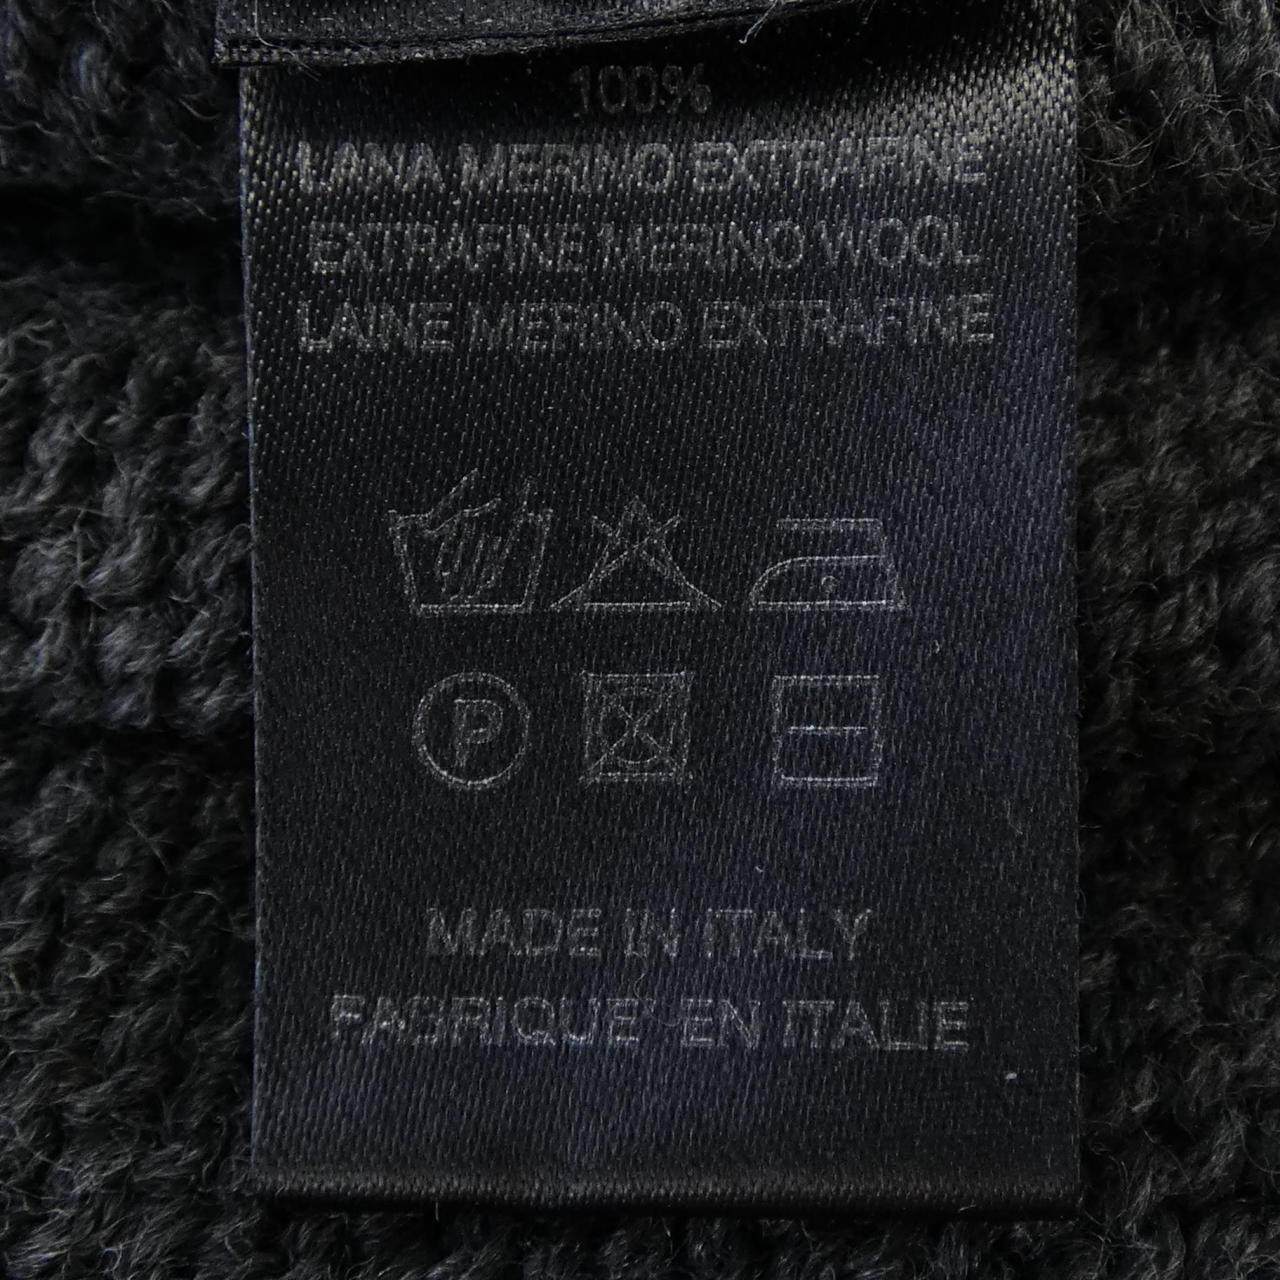 100%
LANA MERINO EXTRAFINE
EXTRAFINE MERINO WOOL
LAINE MERINO EXTRAFINE
P
MADE IN ITALY
FABRIQUE' EN ITALIE